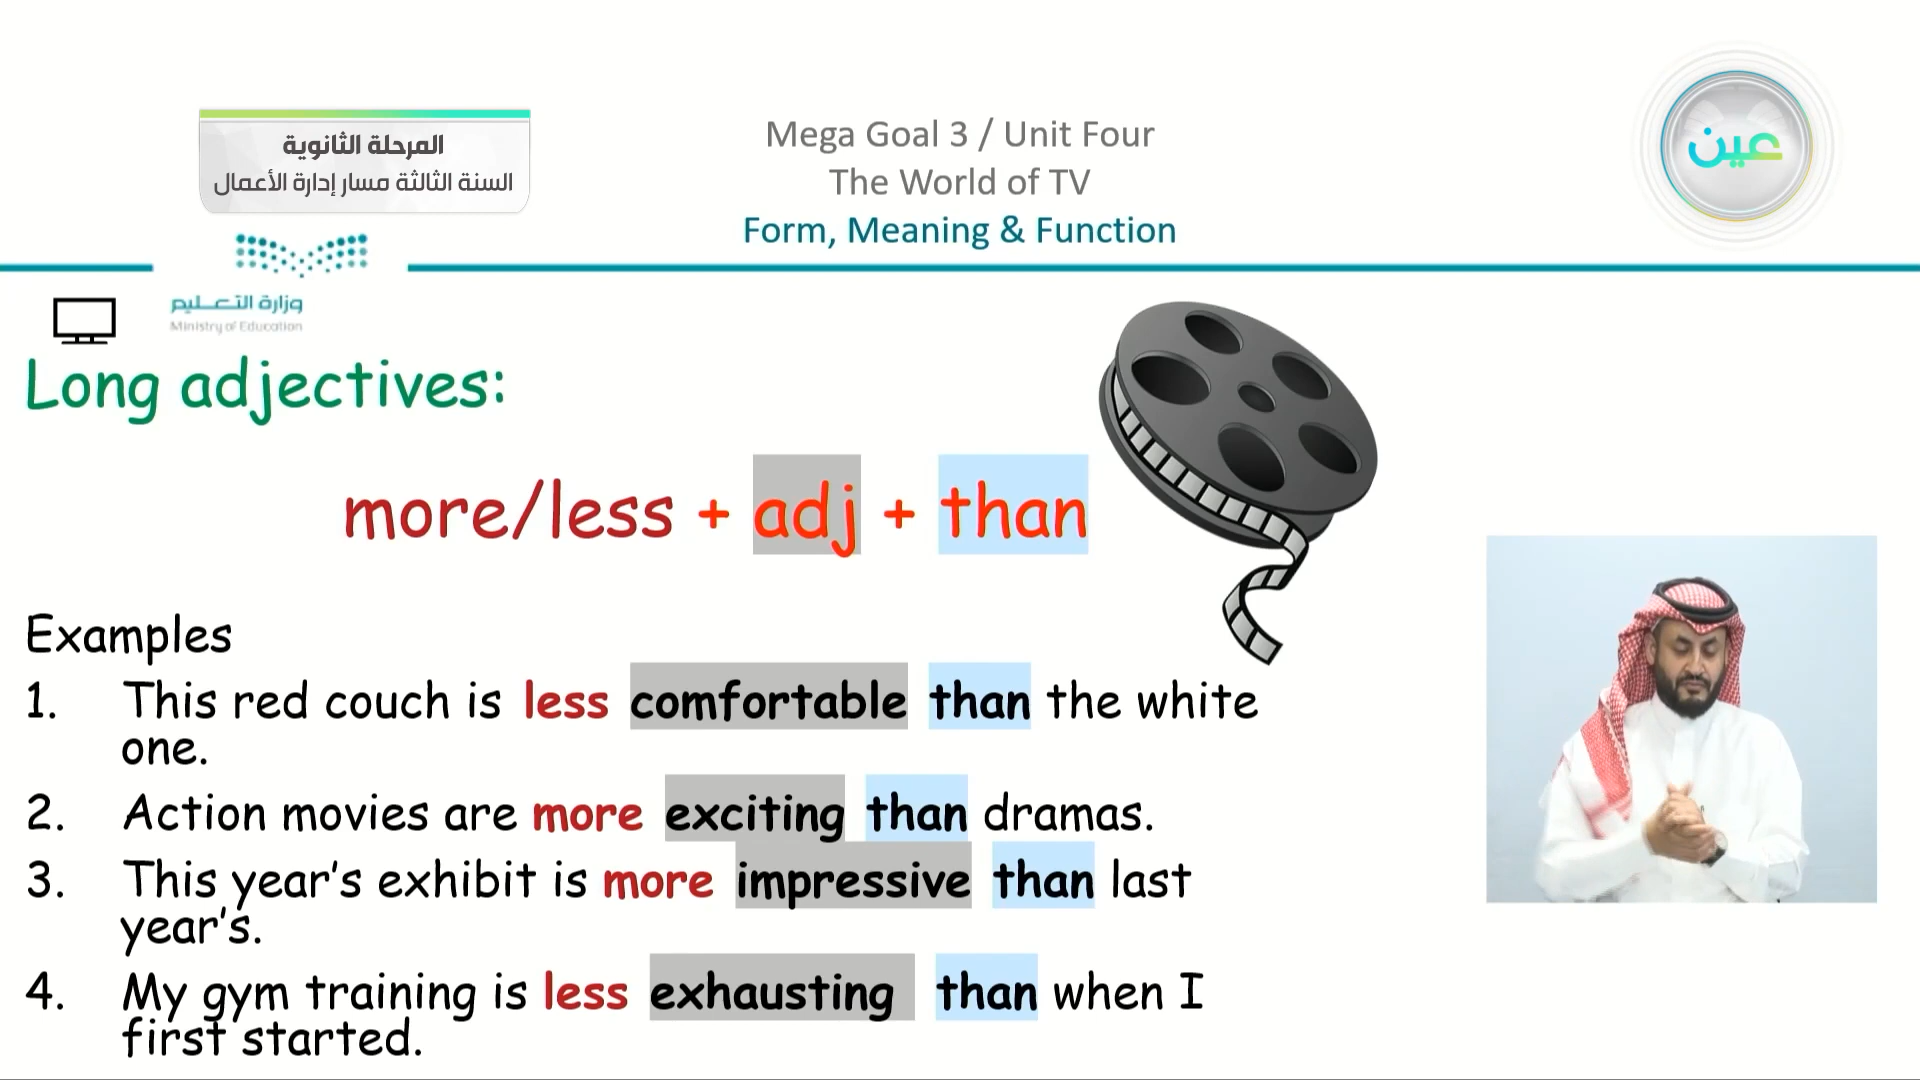 المرحلة الثانوية
السنة الثالثة مسار إدارة الأعمال
Mega Goal 3 / Unit Four
The World of TV
Form, Meaning & Function
عين
وزارة التعليم
Ministry of Education
Long adjectives:
more/less + adj + than
Examples
1. This red couch is less comfortable than the white
one.
2. Action movies are more exciting than dramas.
3. This year’s exhibit is more impressive than last
year’s.
4. My gym training is less exhausting than when I
first started.